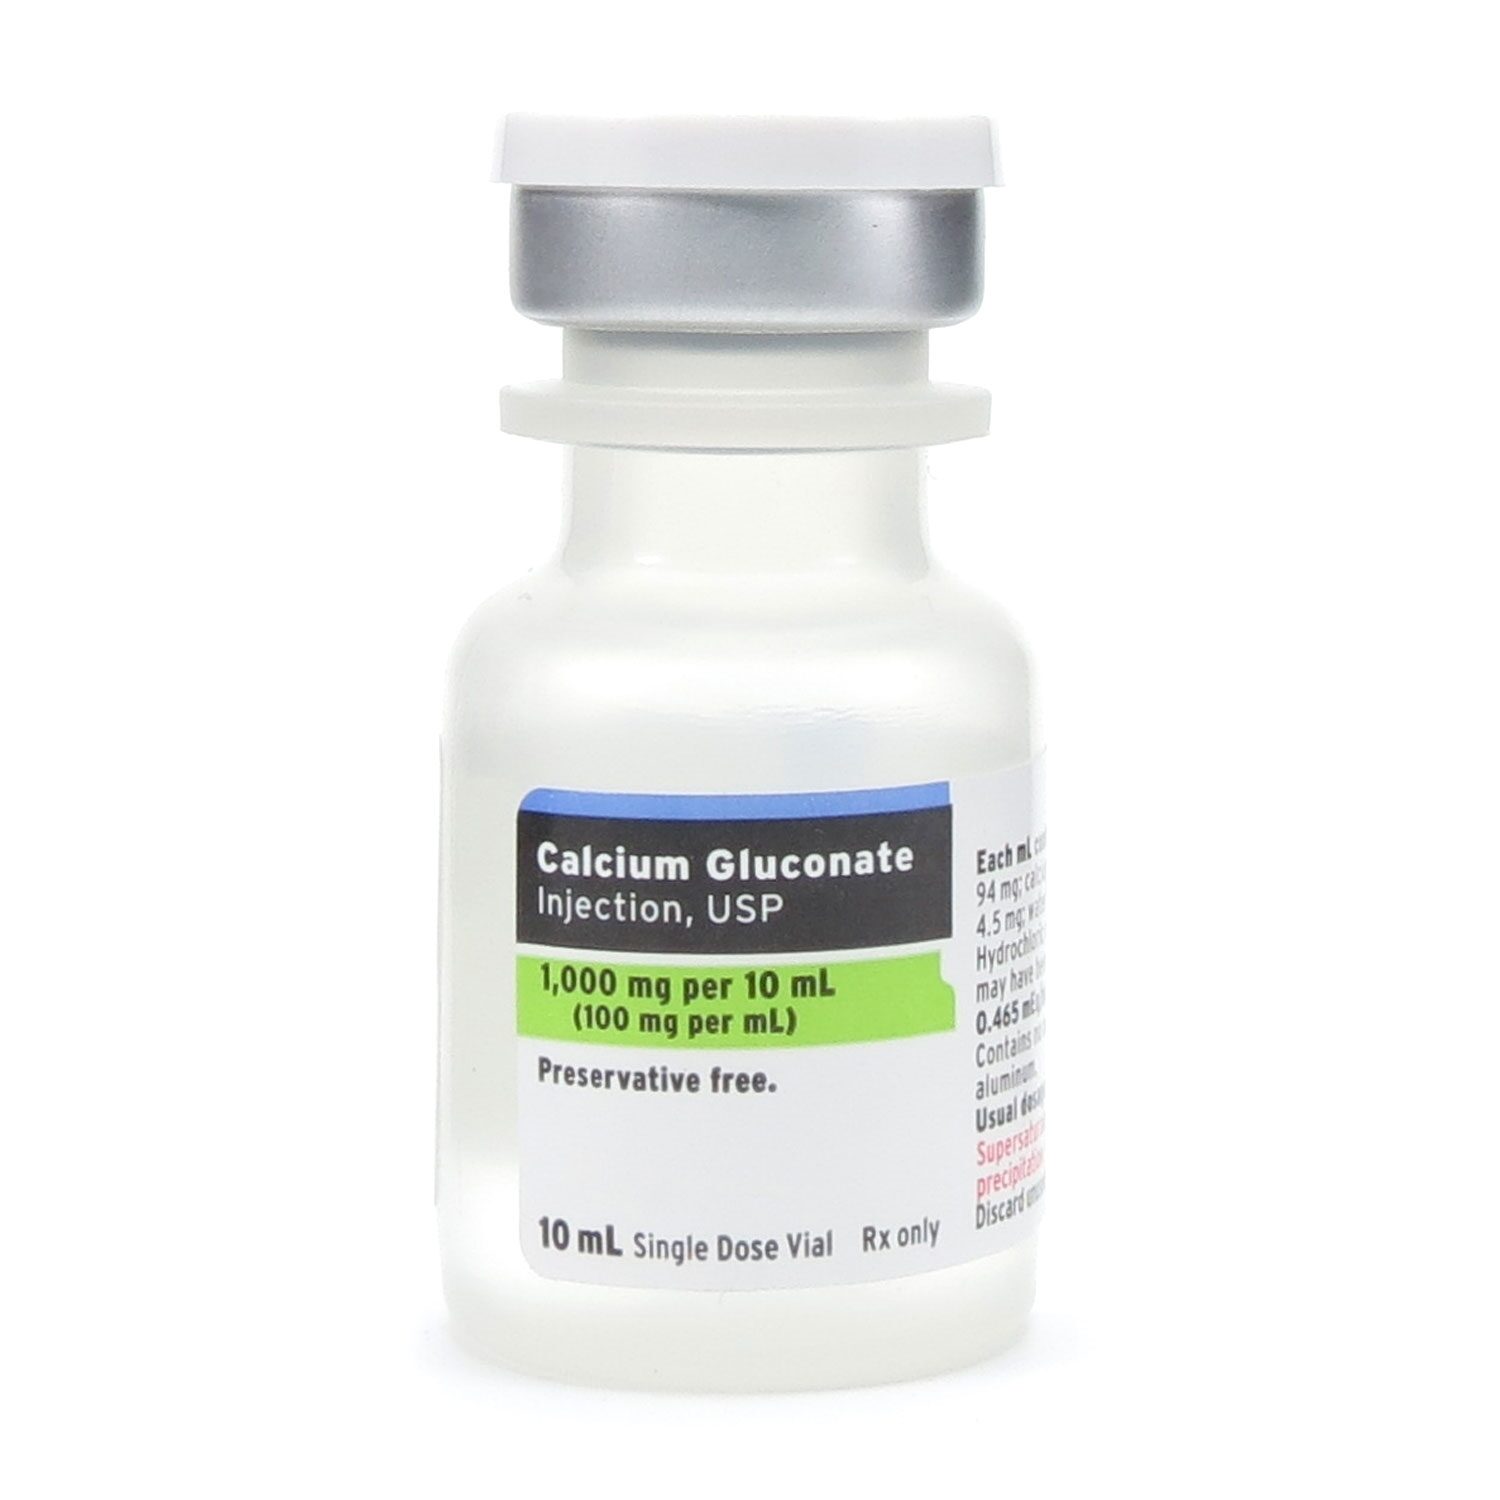 Calcium Gluconate
Injection, USP
1,000 mg per 10 mL
(100 mg per mL)
Preservative free.
10 mL Single Dose Vial Rx only
Each mL
94 mg;
4.5 mg;
Hydrochloric
may have
0.465
Contains
aluminum.
Usual
precipitation
Discard